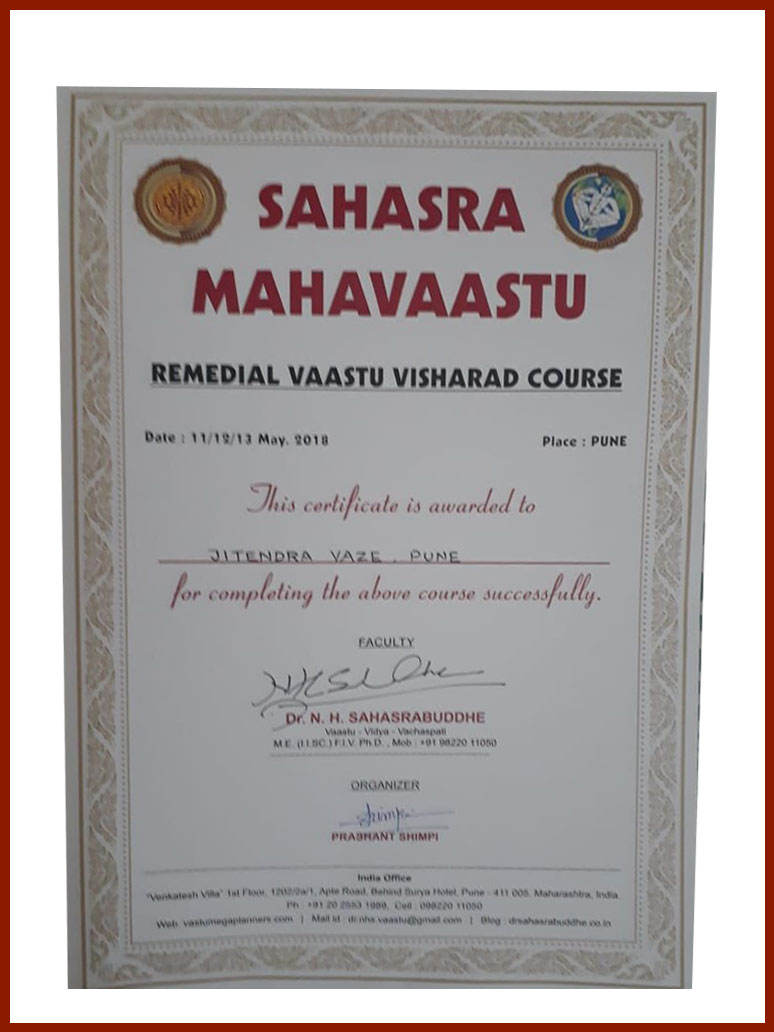 SAHASRA
MAHAVAASTU
REMEDIAL VAASTU VISHARAD COURSE
Date : 11/12/13 May. 2018 Place : PUNE
This certificate is awarded to
JITENDRA VAZE. PUNE
for completing the above course successfully.
FACULTY
Dr. N. H. SAHASRABUDDHE
Vaastu - Vidya - Vachaspati
M.E. (I.I.SC.) F.I.V. Ph.D. , Mob : +91 98220 11050
ORGANIZER
Shimpi
PRASHANT SHIMPI
India Office
"Venkatesh Villa" 1st Floor, 1202/2a/1, Apte Road, Behind Surya Hotel, Pune - 411 005. Maharashtra, India.
Ph : +91 20 2553 1989, Cell : 098220 11050
Web: vastumegaplanners.com | Mail id : dr.nhs.vaastu@gmail.com | Blog : drsahasrabuddhe.co.in